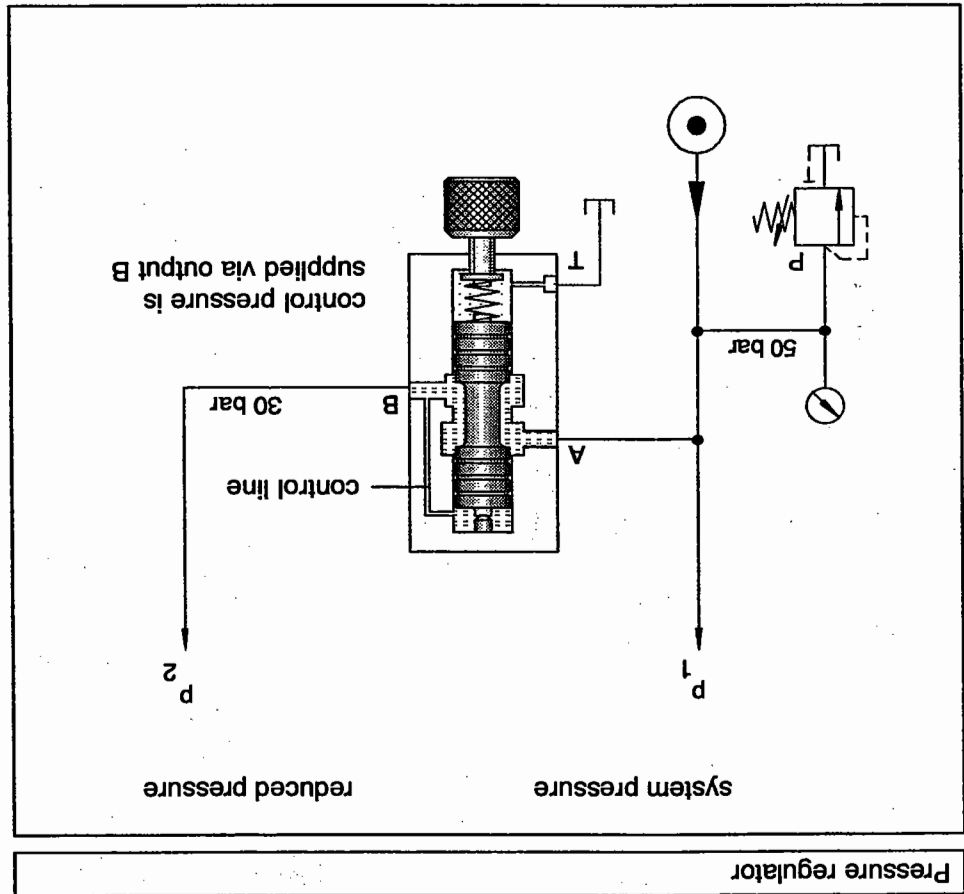 Pressure regulator
system pressure
reduced pressure
p1
p2
control line
A
B
30 bar
50 bar
P
T
T
control pressure is
supplied via output B